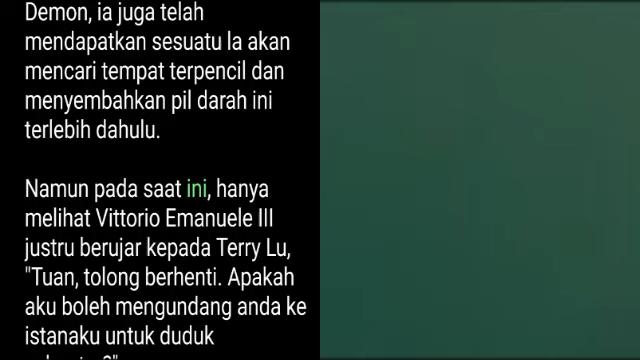 Demon, ia juga telah
mendapatkan sesuatu la akan
mencari tempat terpencil dan
menyembahkan pil darah ini
terlebih dahulu.
Namun pada saat ini, hanya
melihat Vittorio Emanuele III
justru berujar kepada Terry Lu,
"Tuan, tolong berhenti. Apakah
aku boleh mengundang anda ke
istanaku untuk duduk